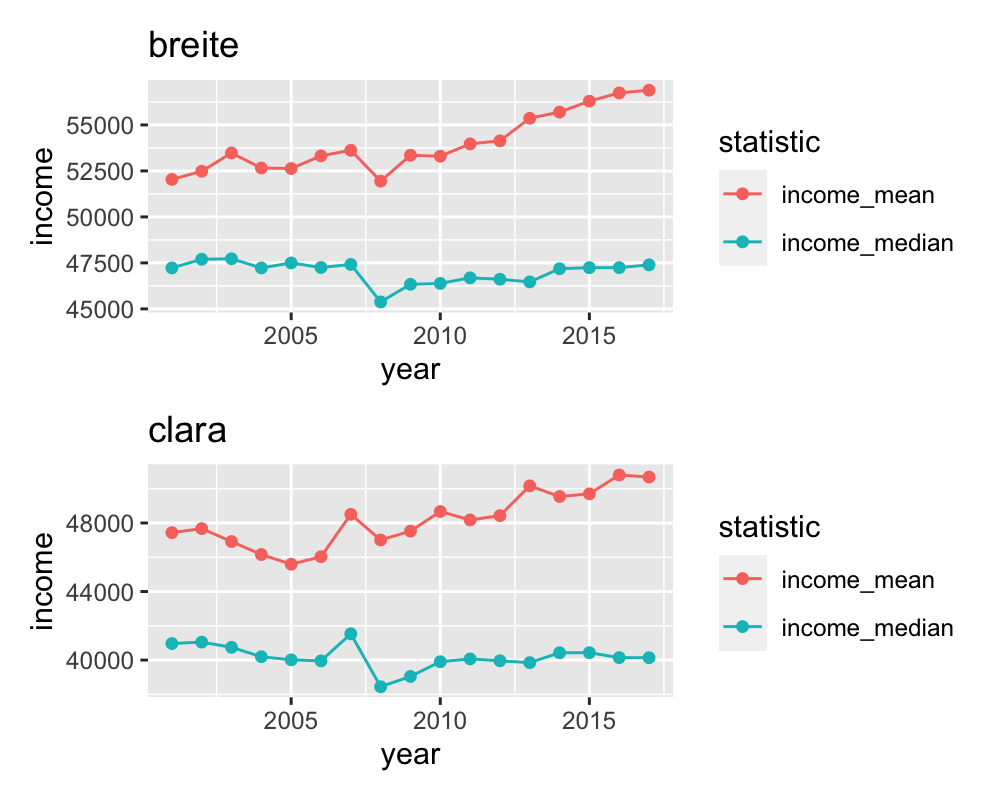 breite
income
55000
52500
50000
47500
45000
2005 2010 2015
year
statistic
income_mean
income_median
clara
income
48000
44000
40000
2005 2010 2015
year
statistic
income_mean
income_median